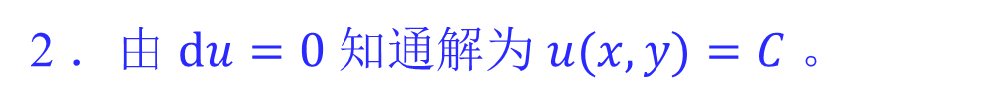 2． 由 du = 0 知通解为 u(x, y) = C 。